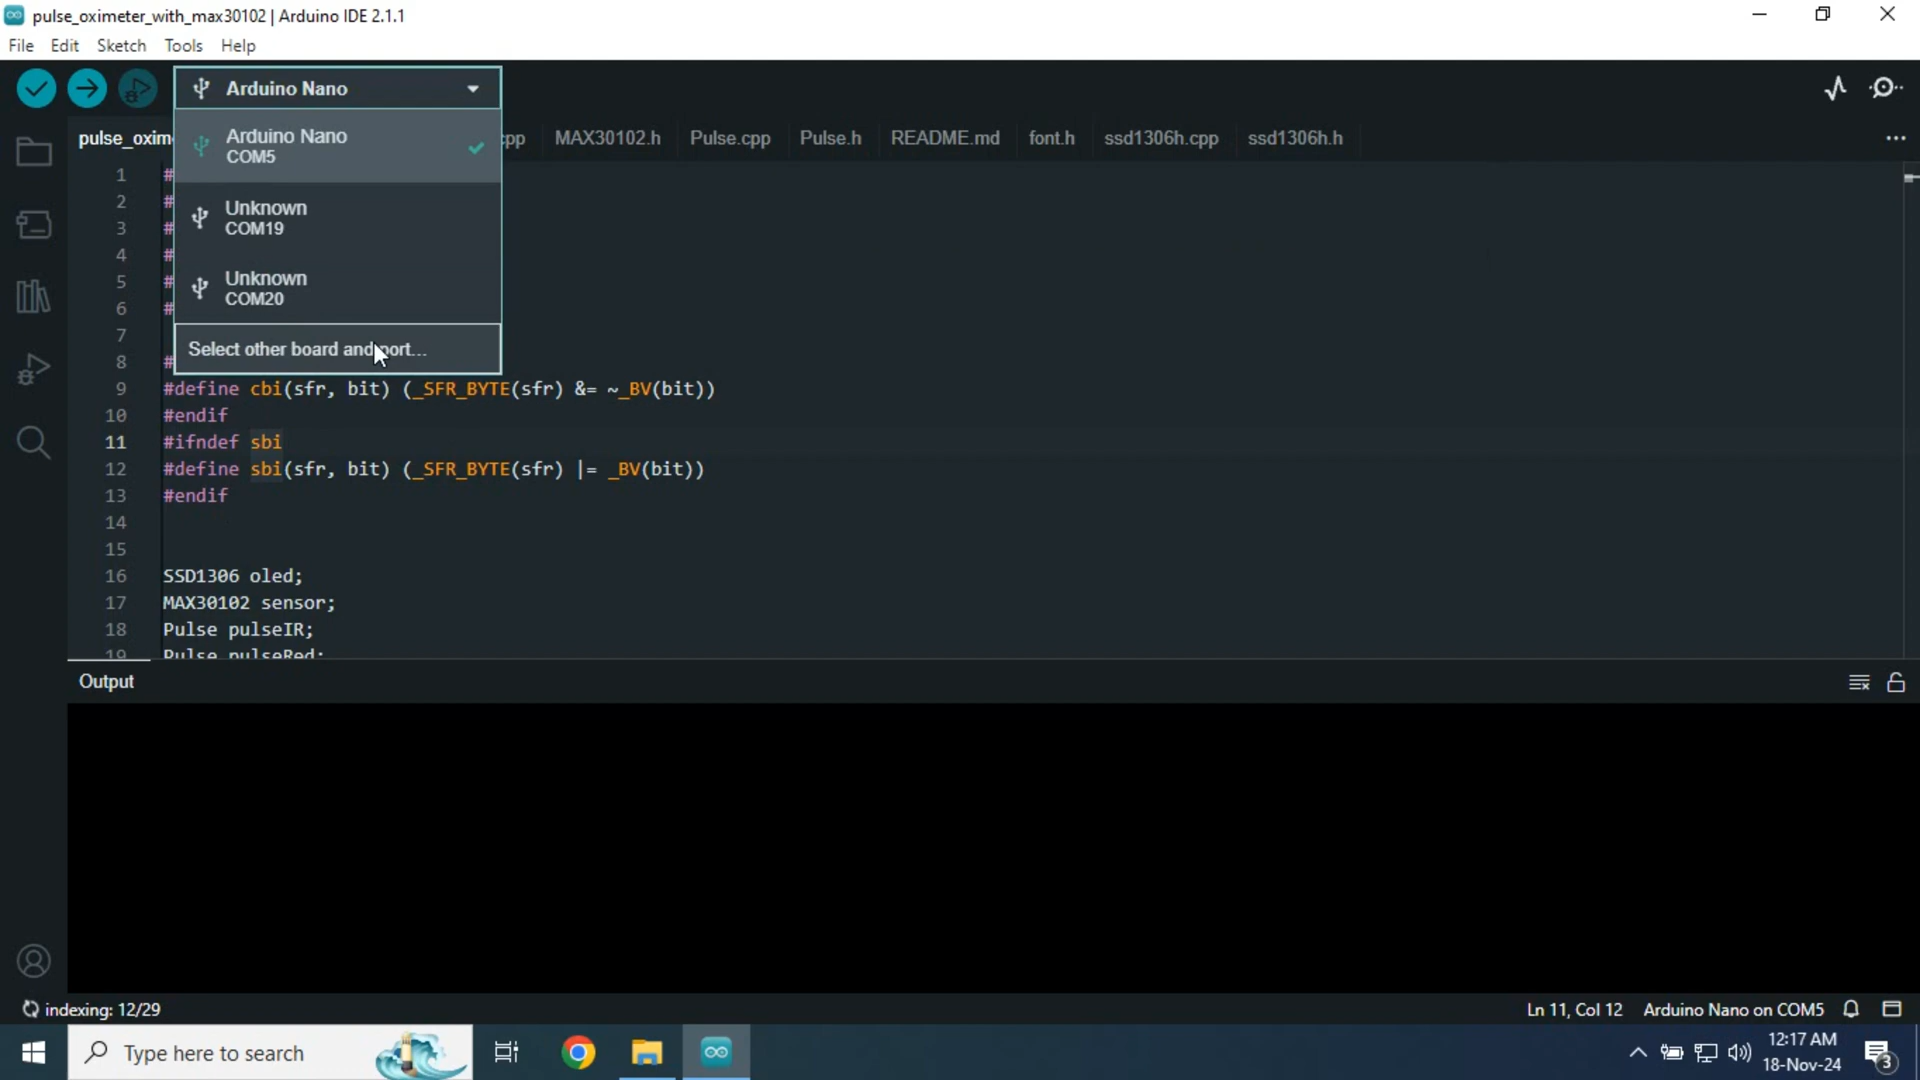 pulse_oximeter_with_max30102 | Arduino IDE 2.1.1
File Edit Sketch Tools Help
Arduino Nano
pulse_oxim pp MAX30102.h Pulse.cpp Pulse.h README.md font.h ssd1306h.cpp ssd1306h.h
Arduino Nano
COM5
Unknown
COM19
Unknown
COM20
Select other board and port...
1 #
2 #
3 #
4 #
5 #
6 #
7
8 #
9 #define cbi(sfr, bit) (_SFR_BYTE(sfr) &= ~_BV(bit))
10 #endif
11 #ifndef sbi
12 #define sbi(sfr, bit) (_SFR_BYTE(sfr) |= _BV(bit))
13 #endif
14
15
16 SSD1306 oled;
17 MAX30102 sensor;
18 Pulse pulseIR;
19 Pulse pulseRed;
Output
indexing: 12/29
Ln 11, Col 12 Arduino Nano on COM5
Type here to search
12:17 AM
18-Nov-24
3